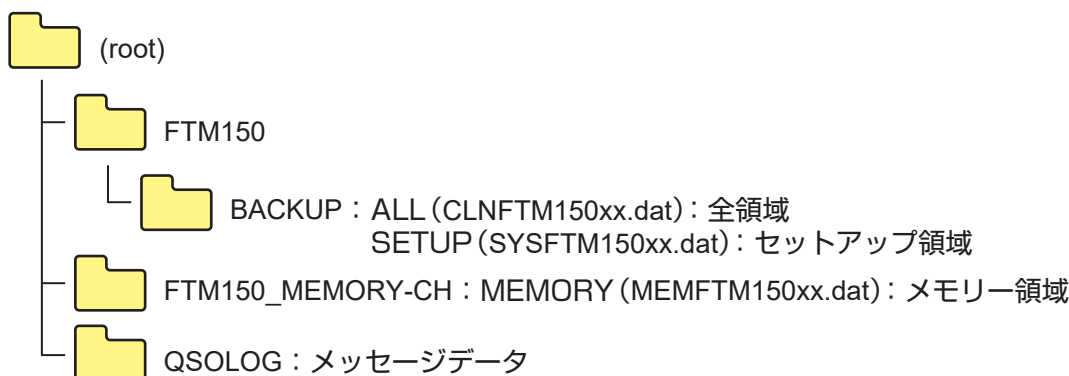 (root)
FTM150
BACKUP：ALL（CLNFTM150xx.dat）：全領域
SETUP（SYSFTM150xx.dat）：セットアップ領域
FTM150_MEMORY-CH：MEMORY（MEMFTM150xx.dat）：メモリー領域
QSOLOG：メッセージデータ